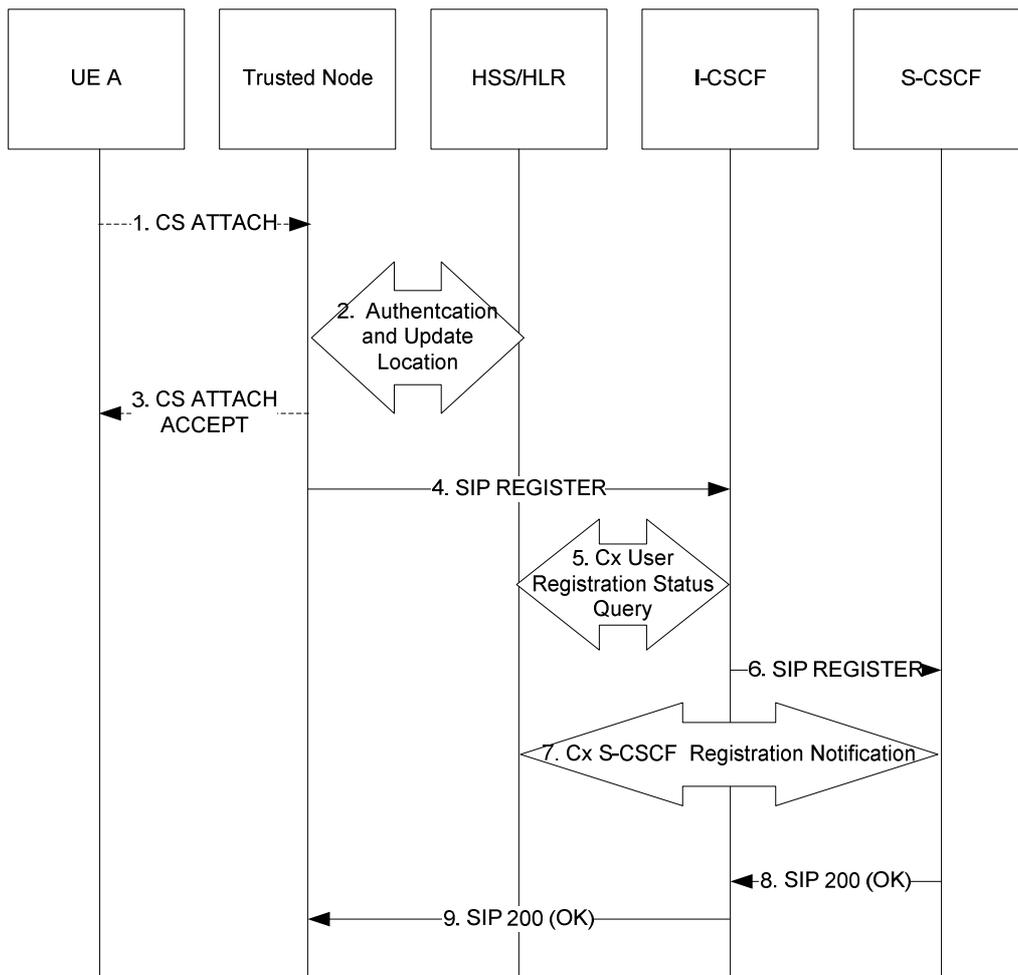 UE A
Trusted Node
HSS/HLR
I-CSCF
S-CSCF
1. CS ATTACH
2. Authentcation
and Update
Location
3. CS ATTACH
ACCEPT
4. SIP REGISTER
5. Cx User
Registration Status
Query
6. SIP REGISTER
7. Cx S-CSCF Registration Notification
8. SIP 200 (OK)
9. SIP 200 (OK)